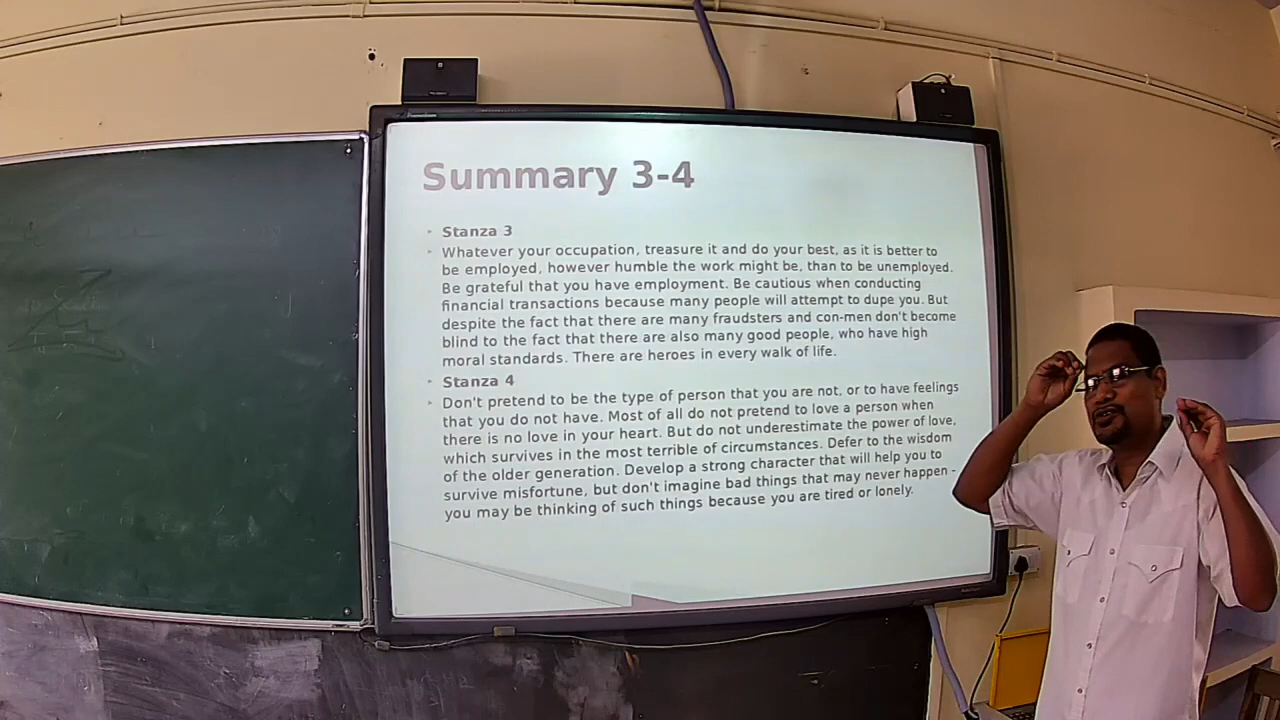 Summary 3-4
Stanza 3
Whatever your occupation, treasure it and do your best, as it is better to
be employed, however humble the work might be, than to be unemployed.
Be grateful that you have employment. Be cautious when conducting
financial transactions because many people will attempt to dupe you. But
despite the fact that there are many fraudsters and con-men don't become
blind to the fact that there are also many good people, who have high
moral standards. There are heroes in every walk of life.
Stanza 4
Don't pretend to be the type of person that you are not, or to have feelings
that you do not have. Most of all do not pretend to love a person when
there is no love in your heart. But do not underestimate the power of love,
which survives in the most terrible of circumstances. Defer to the wisdom
of the older generation. Develop a strong character that will help you to
survive misfortune, but don't imagine bad things that may never happen -
you may be thinking of such things because you are tired or lonely.